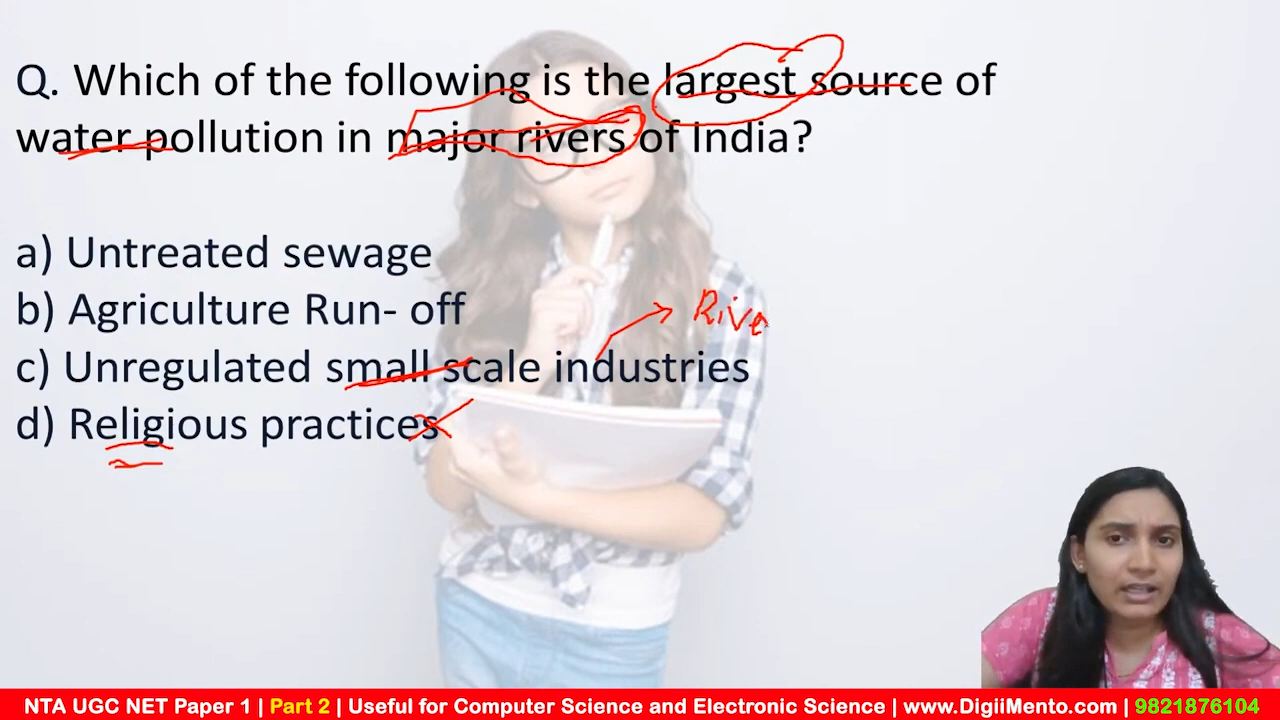 Q. Which of the following is the largest source of
water pollution in major rivers of India?
a) Untreated sewage
b) Agriculture Run- off
c) Unregulated small scale industries
d) Religious practices
Rive
NTA UGC NET Paper 1 | Part 2 | Useful for Computer Science and Electronic Science | www.DigiiMento.com | 9821876104